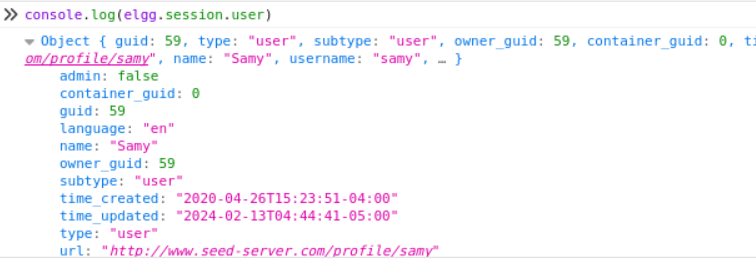 >> console.log(elgg.session.user)
▼ Object { guid: 59, type: "user", subtype: "user", owner_guid: 59, container_guid: 0, ti
om/profile/samy", name: "Samy", username: "samy", … }
admin: false
container_guid: 0
guid: 59
language: "en"
name: "Samy"
owner_guid: 59
subtype: "user"
time_created: "2020-04-26T15:23:51-04:00"
time_updated: "2024-02-13T04:44:41-05:00"
type: "user"
url: "http://www.seed-server.com/profile/samy"